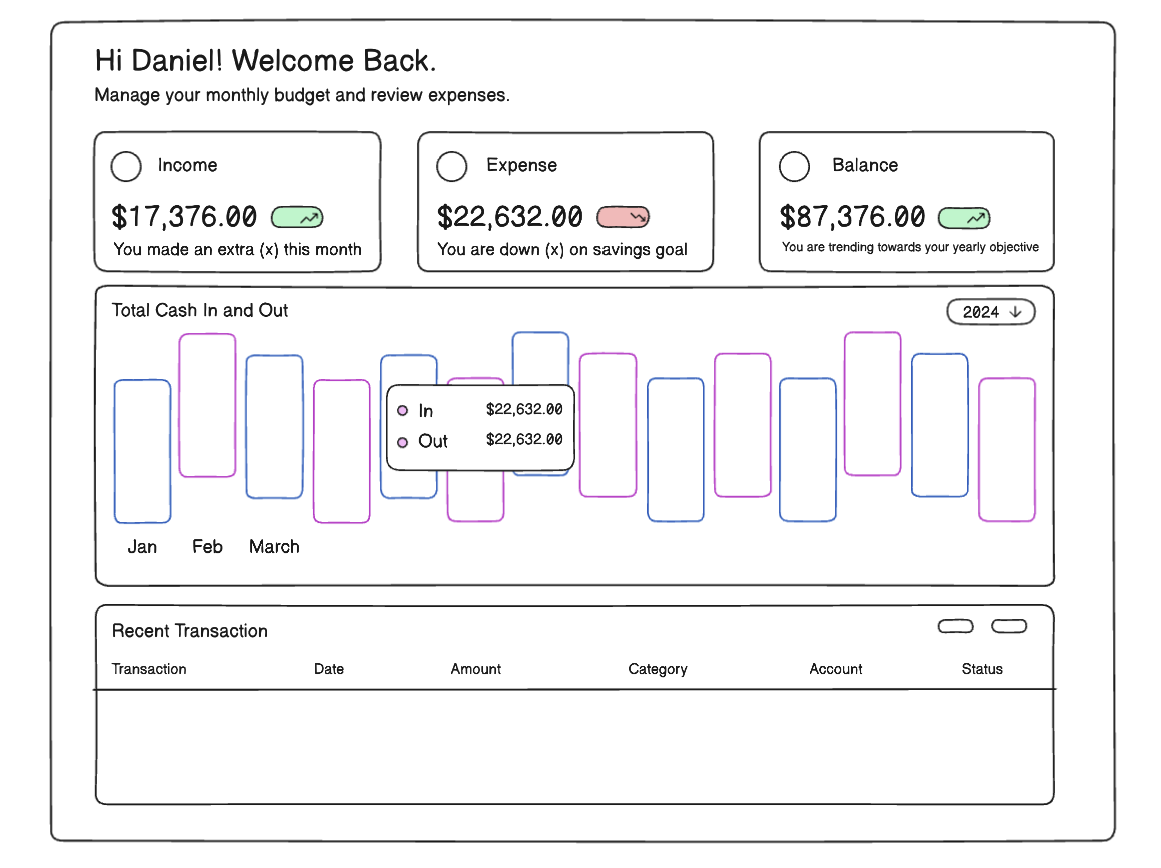 Hi Daniel! Welcome Back.
Manage your monthly budget and review expenses.
Income
$17,376.00
You made an extra (x) this month
Expense
$22,632.00
You are down (x) on savings goal
Balance
$87,376.00
You are trending towards your yearly objective
Total Cash In and Out
2024
In $22,632.00
Out $22,632.00
Jan Feb March
Recent Transaction
Transaction Date Amount Category Account Status